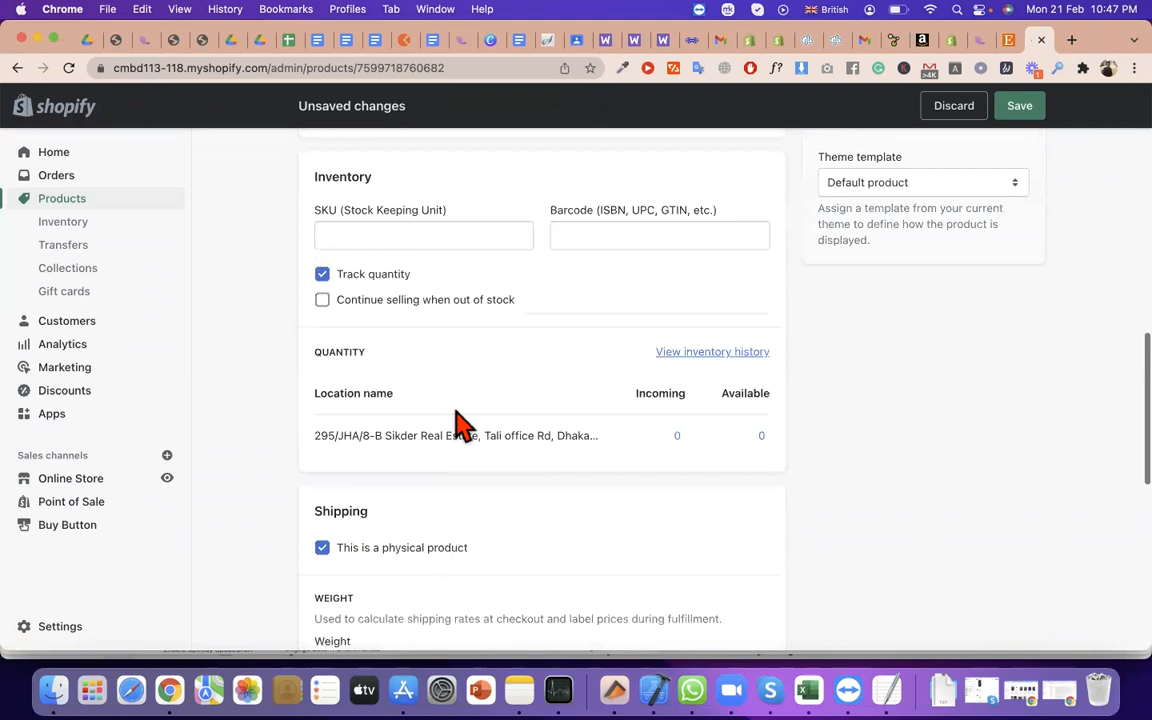 Chrome File Edit View History Bookmarks Profiles Tab Window Help British Mon 21 Feb 10:47 PM
cmbd113-118.myshopify.com/admin/products/7599718760682
shopify Unsaved changes Discard Save
Home
Orders
Products
Inventory
Transfers
Collections
Gift cards
Customers
Analytics
Marketing
Discounts
Apps
Sales channels
Online Store
Point of Sale
Buy Button
Settings
Inventory
SKU (Stock Keeping Unit) Barcode (ISBN, UPC, GTIN, etc.)
Track quantity
Continue selling when out of stock
QUANTITY View inventory history
Location name Incoming Available
295/JHA/8-B Sikder Real Estate, Tali office Rd, Dhaka... 0 0
Shipping
This is a physical product
WEIGHT
Used to calculate shipping rates at checkout and label prices during fulfillment.
Weight
Theme template
Default product
Assign a template from your current
theme to define how the product is
displayed.